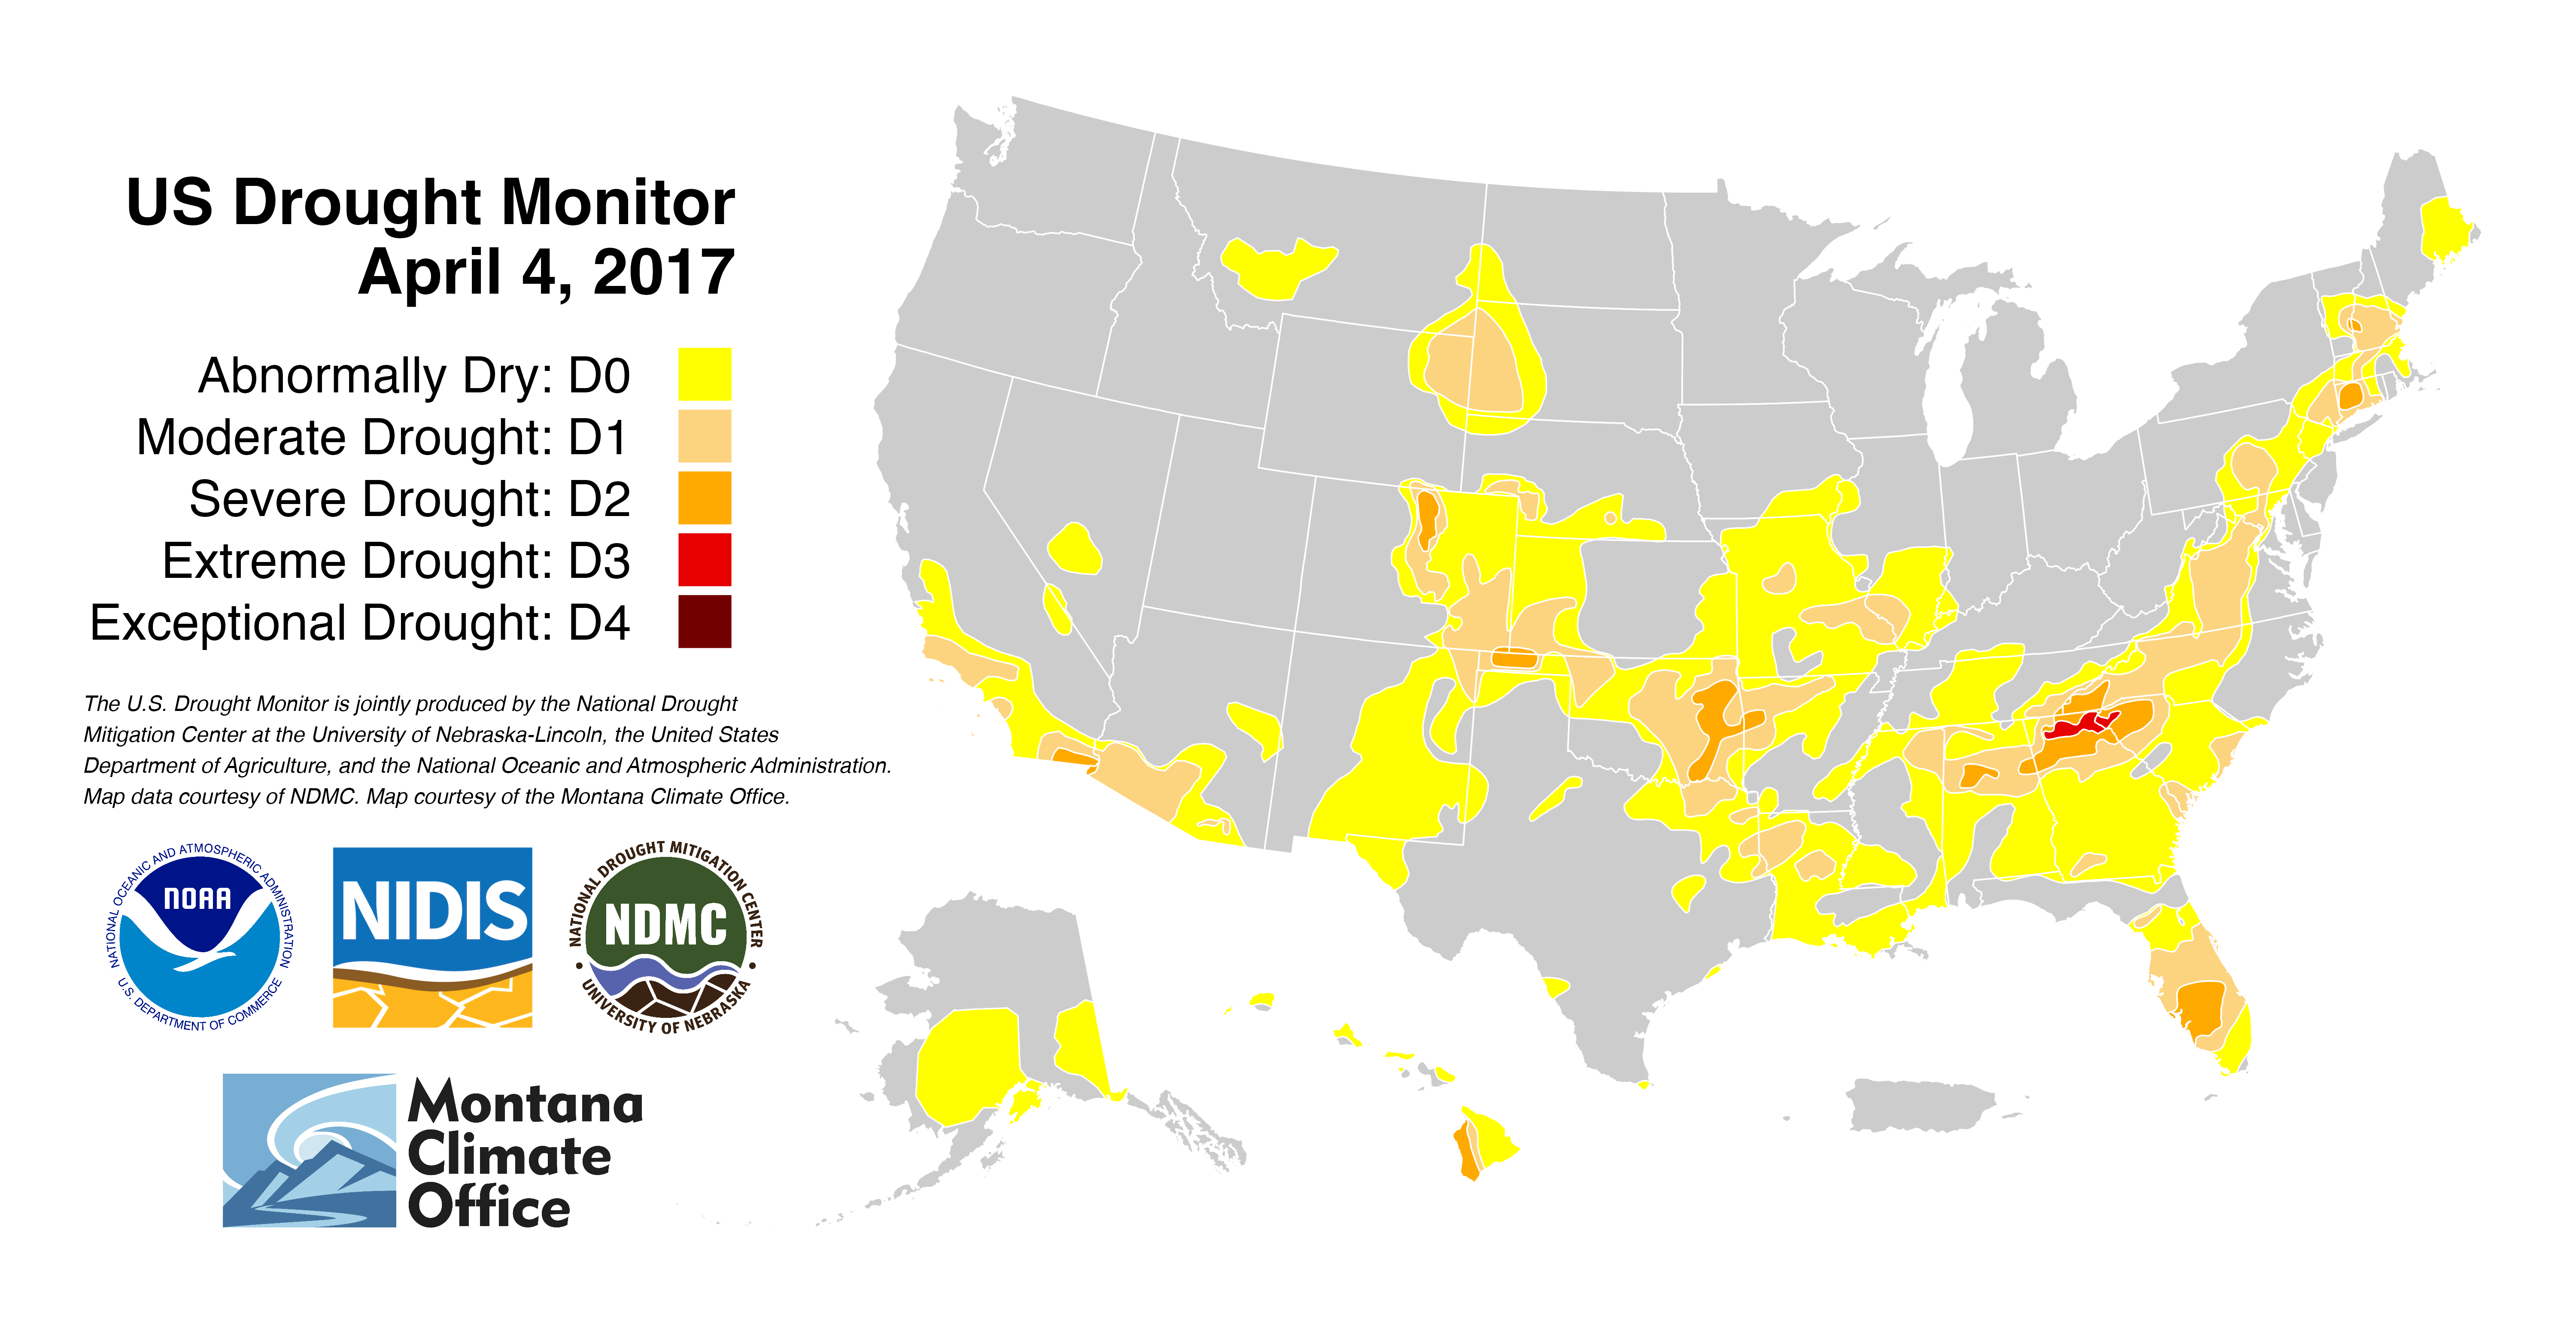 US Drought Monitor
April 4, 2017
Abnormally Dry: D0
Moderate Drought: D1
Severe Drought: D2
Extreme Drought: D3
Exceptional Drought: D4
The U.S. Drought Monitor is jointly produced by the National Drought
Mitigation Center at the University of Nebraska-Lincoln, the United States
Department of Agriculture, and the National Oceanic and Atmospheric Administration.
Map data courtesy of NDMC. Map courtesy of the Montana Climate Office.
NATIONAL OCEANIC AND ATMOSPHERIC ADMINISTRATION
NOAA
U.S. DEPARTMENT OF COMMERCE
NIDIS
NATIONAL DROUGHT MITIGATION CENTER
NDMC
UNIVERSITY OF NEBRASKA
Montana
Climate
Office